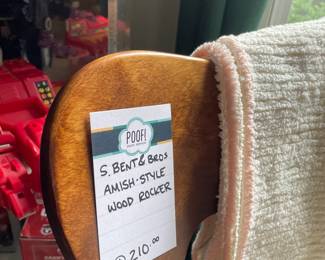 POOF!
S. BENT & BROS
AMISH-STYLE
WOOD ROCKER
210.00